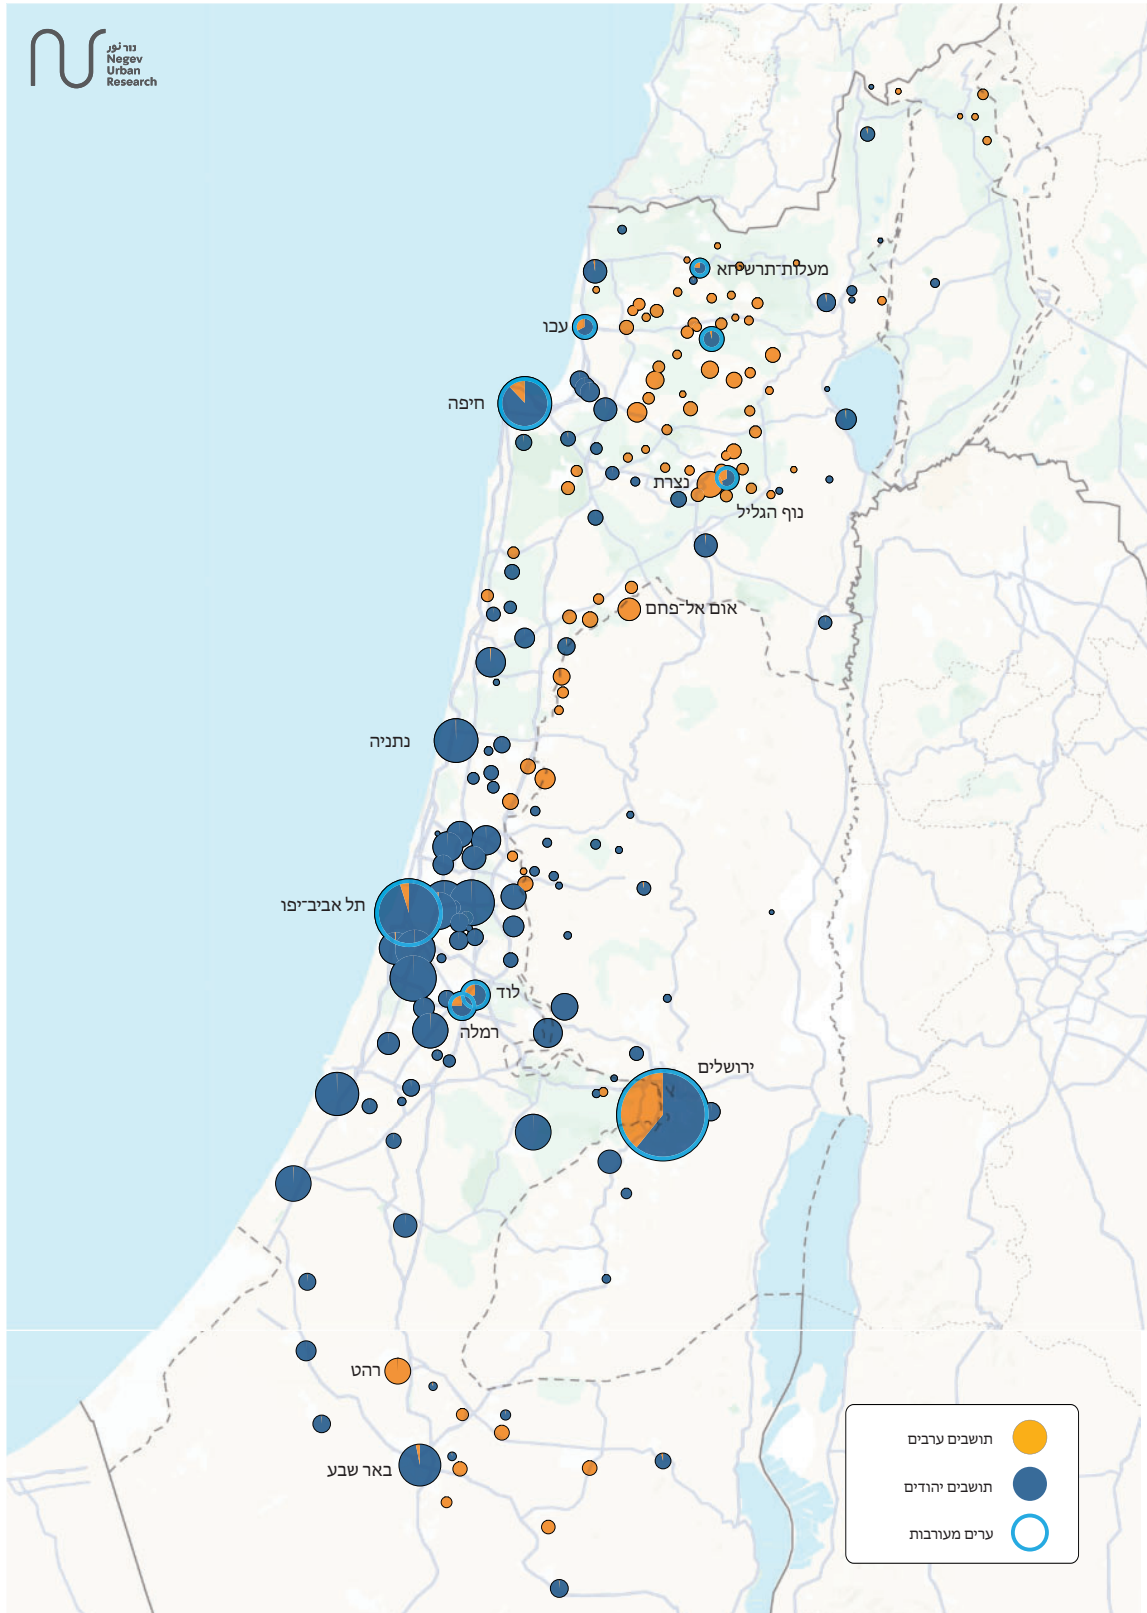 נור نور
Negev
Urban
Research
מעלות־תרשיחא
עכו
חיפה
נצרת
נוף הגליל
אום אל־פחם
נתניה
תל אביב־יפו
לוד
רמלה
ירושלים
רהט
באר שבע
תושבים ערבים
תושבים יהודים
ערים מעורבות